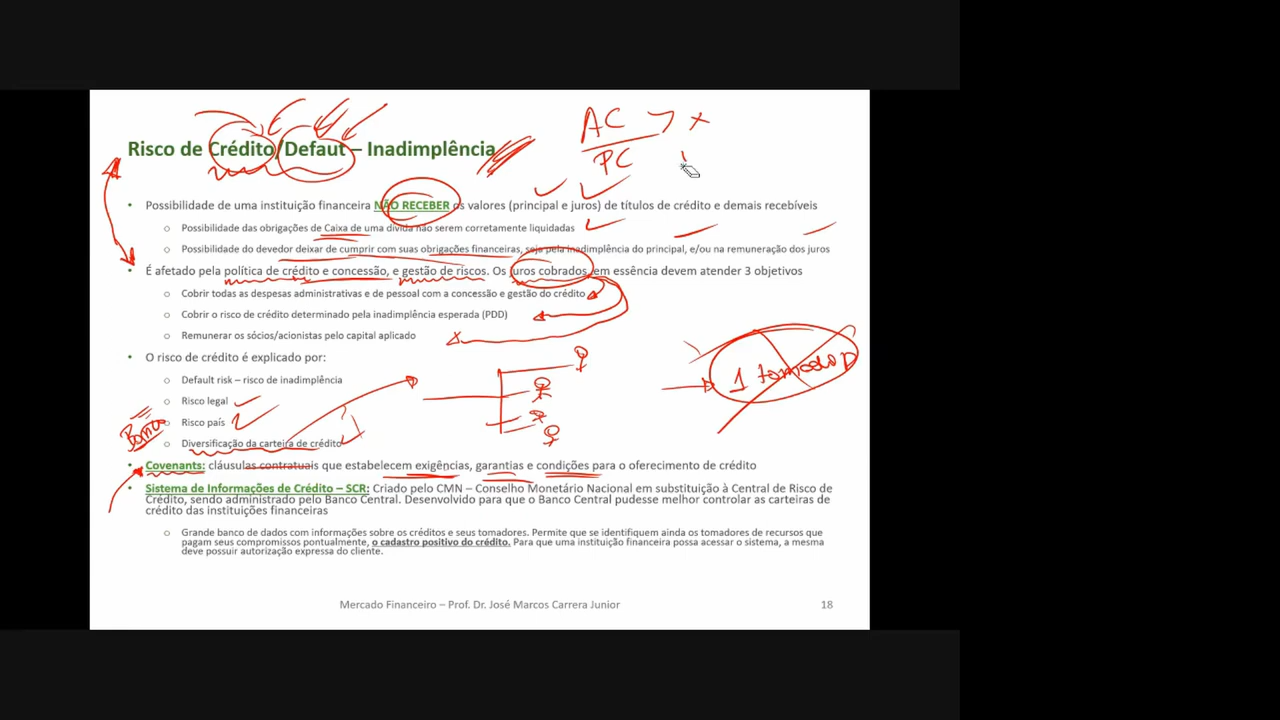 AC > x
PC
Risco de Crédito/Defaut – Inadimplência
• Possibilidade de uma instituição financeira NÃO RECEBER os valores (principal e juros) de títulos de crédito e demais recebíveis
o Possibilidade das obrigações de Caixa de uma dívida não serem corretamente liquidadas
o Possibilidade do devedor deixar de cumprir com suas obrigações financeiras, seja pela inadimplência do principal, e/ou na remuneração dos juros
• É afetado pela política de crédito e concessão, e gestão de riscos. Os juros cobrados, em essência devem atender 3 objetivos
o Cobrir todas as despesas administrativas e de pessoal com a concessão e gestão do crédito
o Cobrir o risco de crédito determinado pela inadimplência esperada (PDD)
o Remunerar os sócios/acionistas pelo capital aplicado
• O risco de crédito é explicado por:
1 tomador
o Default risk – risco de inadimplência
o Risco legal
o Risco país
Banco
o Diversificação da carteira de crédito
• Covenants: cláusulas contratuais que estabelecem exigências, garantias e condições para o oferecimento de crédito
• Sistema de Informações de Crédito – SCR: Criado pelo CMN – Conselho Monetário Nacional em substituição à Central de Risco de
Crédito, sendo administrado pelo Banco Central. Desenvolvido para que o Banco Central pudesse melhor controlar as carteiras de
crédito das instituições financeiras
o Grande banco de dados com informações sobre os créditos e seus tomadores. Permite que se identifiquem ainda os tomadores de recursos que
pagam seus compromissos pontualmente, o cadastro positivo do crédito. Para que uma instituição financeira possa acessar o sistema, a mesma
deve possuir autorização expressa do cliente.
Mercado Financeiro – Prof. Dr. José Marcos Carrera Junior
18